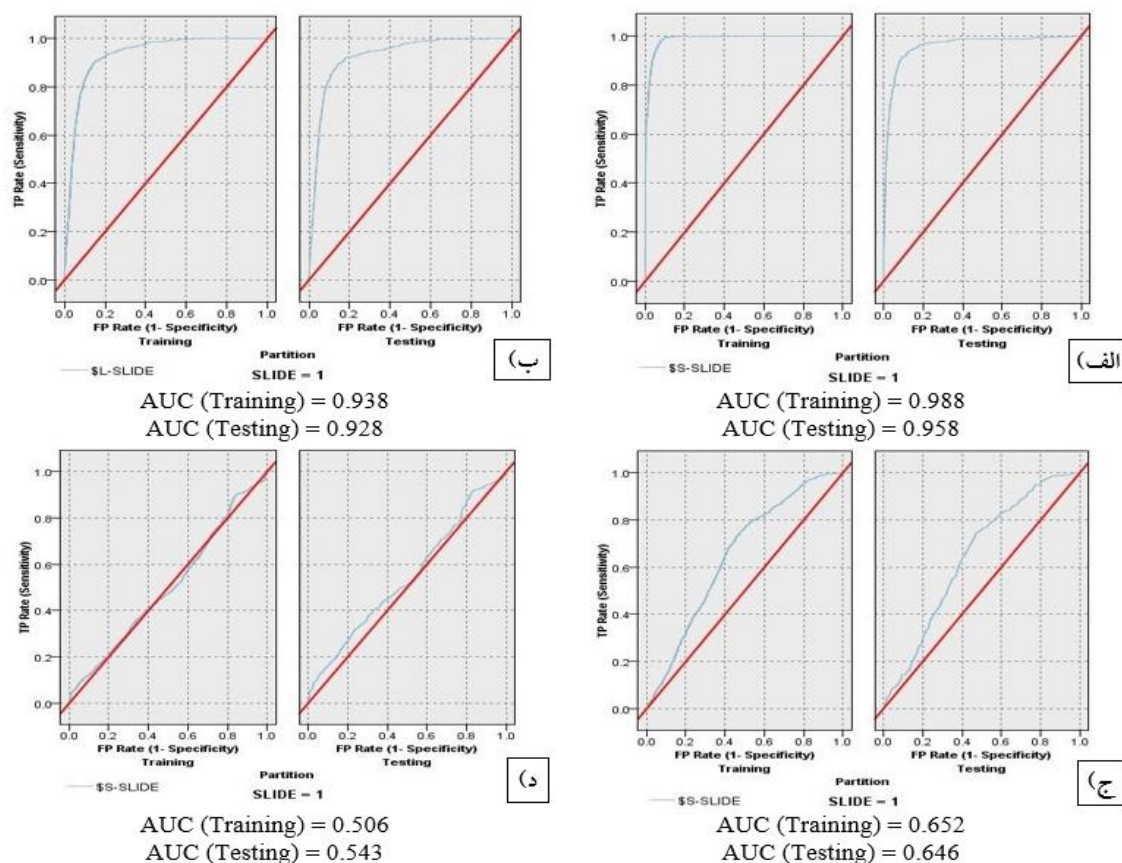 1.0
0.8
0.6
0.4
0.2
0.0
TP Rate (Sensitivity)
0.0 0.2 0.4 0.6 0.8 1.0
0.0 0.2 0.4 0.6 0.8 1.0
FP Rate (1- Specificity)
FP Rate (1- Specificity)
Training
Testing
Partition
$S-SLIDE
SLIDE = 1
الف)
AUC (Training) = 0.988
AUC (Testing) = 0.958
1.0
0.8
0.6
0.4
0.2
0.0
TP Rate (Sensitivity)
0.0 0.2 0.4 0.6 0.8 1.0
0.0 0.2 0.4 0.6 0.8 1.0
FP Rate (1- Specificity)
FP Rate (1- Specificity)
Training
Testing
Partition
$L-SLIDE
SLIDE = 1
ب)
AUC (Training) = 0.938
AUC (Testing) = 0.928
1.0
0.8
0.6
0.4
0.2
0.0
TP Rate (Sensitivity)
0.0 0.2 0.4 0.6 0.8 1.0
0.0 0.2 0.4 0.6 0.8 1.0
FP Rate (1- Specificity)
FP Rate (1- Specificity)
Training
Testing
Partition
$S-SLIDE
SLIDE = 1
ج)
AUC (Training) = 0.652
AUC (Testing) = 0.646
1.0
0.8
0.6
0.4
0.2
0.0
TP Rate (Sensitivity)
0.0 0.2 0.4 0.6 0.8 1.0
0.0 0.2 0.4 0.6 0.8 1.0
FP Rate (1- Specificity)
FP Rate (1- Specificity)
Training
Testing
Partition
$S-SLIDE
SLIDE = 1
د)
AUC (Training) = 0.506
AUC (Testing) = 0.543